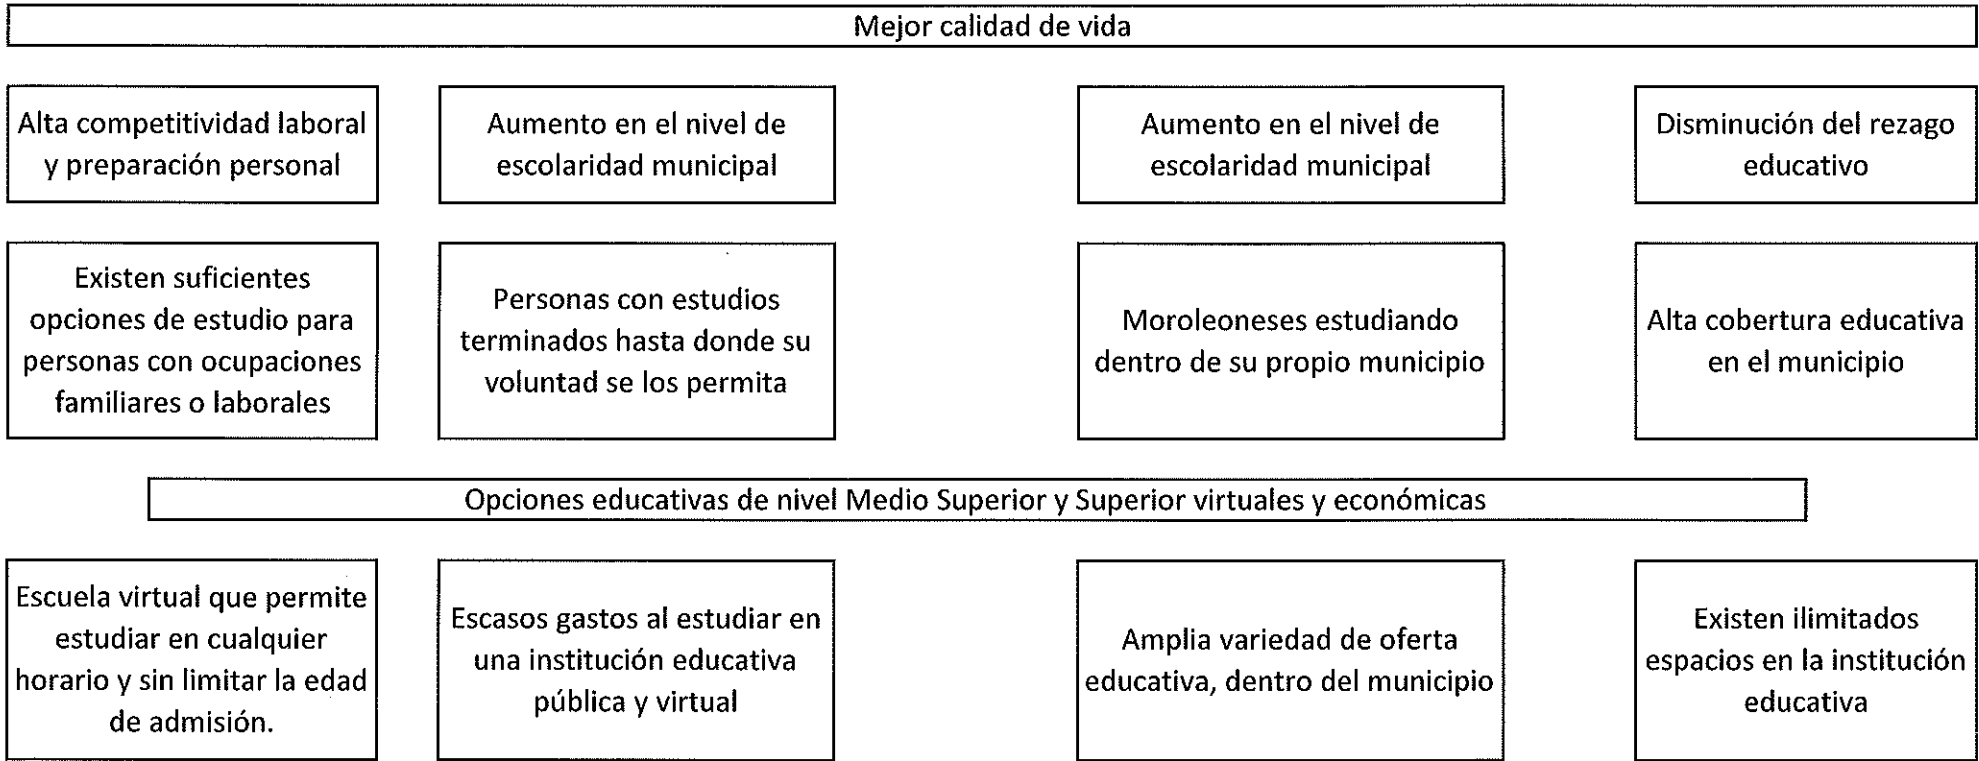 Mejor calidad de vida
Alta competitividad laboral
y preparación personal
Aumento en el nivel de
escolaridad municipal
Aumento en el nivel de
escolaridad municipal
Disminución del rezago
educativo
Existen suficientes
opciones de estudio para
personas con ocupaciones
familiares o laborales
Personas con estudios
terminados hasta donde su
voluntad se los permita
Moroleoneses estudiando
dentro de su propio municipio
Alta cobertura educativa
en el municipio
Opciones educativas de nivel Medio Superior y Superior virtuales y económicas
Escuela virtual que permite
estudiar en cualquier
horario y sin limitar la edad
de admisión.
Escasos gastos al estudiar en
una institución educativa
pública y virtual
Amplia variedad de oferta
educativa, dentro del municipio
Existen ilimitados
espacios en la institución
educativa